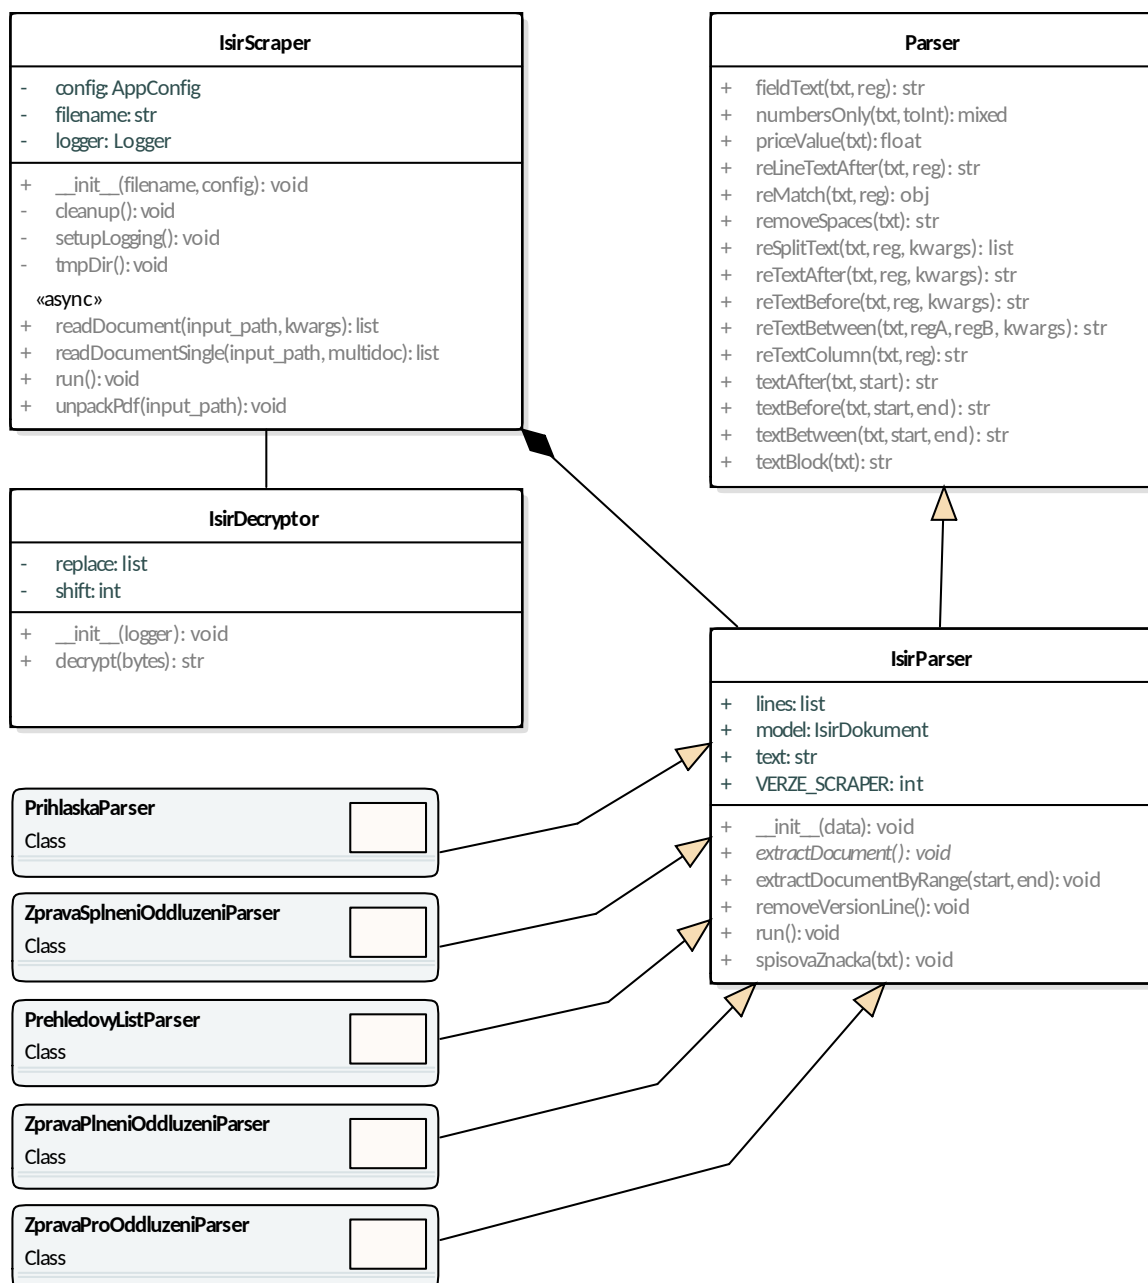 IsirScraper
- config: AppConfig
- filename: str
- logger: Logger
+ __init__(filename, config): void
- cleanup(): void
- setupLogging(): void
- tmpDir(): void
«async»
+ readDocument(input_path, kwargs): list
+ readDocumentSingle(input_path, multidoc): list
+ run(): void
+ unpackPdf(input_path): void
Parser
+ fieldText(txt, reg): str
+ numbersOnly(txt, toInt): mixed
+ priceValue(txt): float
+ reLineTextAfter(txt, reg): str
+ reMatch(txt, reg): obj
+ removeSpaces(txt): str
+ reSplitText(txt, reg, kwargs): list
+ reTextAfter(txt, reg, kwargs): str
+ reTextBefore(txt, reg, kwargs): str
+ reTextBetween(txt, regA, regB, kwargs): str
+ reTextColumn(txt, reg): str
+ textAfter(txt, start): str
+ textBefore(txt, start, end): str
+ textBetween(txt, start, end): str
+ textBlock(txt): str
IsirDecryptor
- replace: list
- shift: int
+ __init__(logger): void
+ decrypt(bytes): str
IsirParser
+ lines: list
+ model: IsirDokument
+ text: str
+ VERZE_SCRAPER: int
+ __init__(data): void
+ extractDocument(): void
+ extractDocumentByRange(start, end): void
+ removeVersionLine(): void
+ run(): void
+ spisovaZnacka(txt): void
PrihlaskaParser
Class
ZpravaSplneniOddluzeniParser
Class
PrehledovyListParser
Class
ZpravaPlneniOddluzeniParser
Class
ZpravaProOddluzeniParser
Class